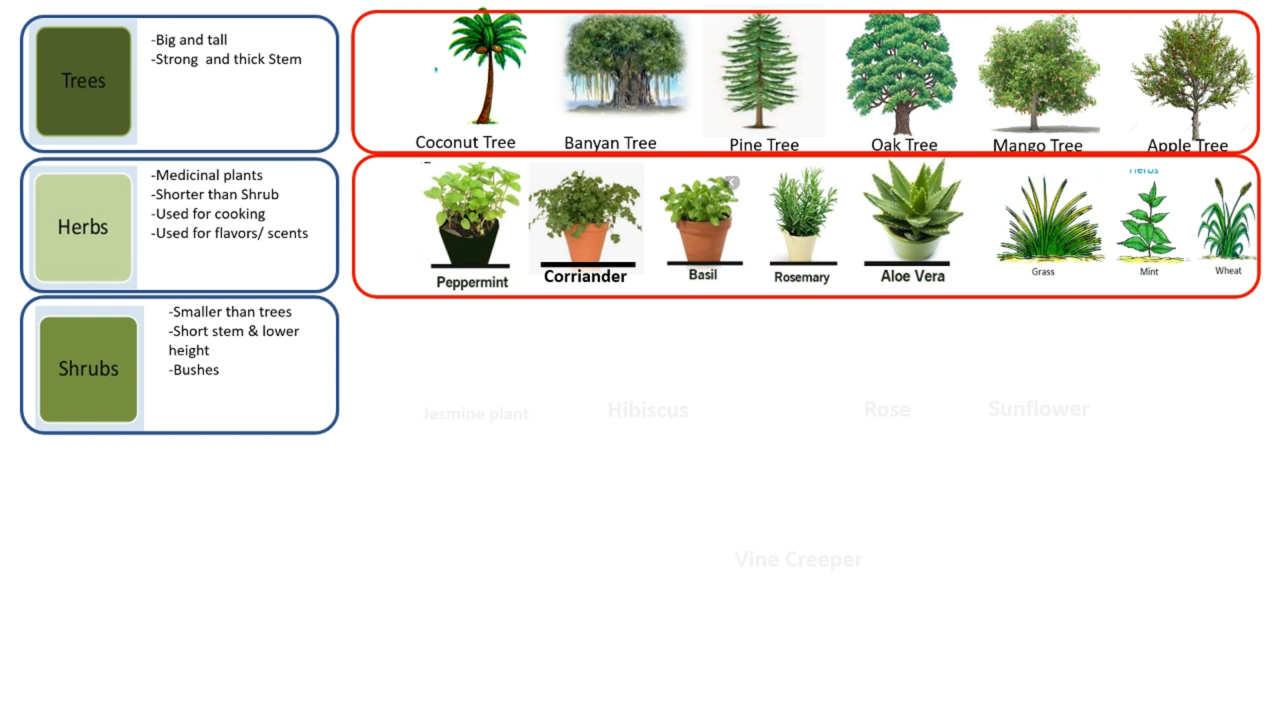 Trees
-Big and tall
-Strong and thick Stem
Coconut Tree
Banyan Tree
Pine Tree
Oak Tree
Mango Tree
Apple Tree
Herbs
-Medicinal plants
-Shorter than Shrub
-Used for cooking
-Used for flavors/ scents
Herbs
Peppermint
Corriander
Basil
Rosemary
Aloe Vera
Grass
Mint
Wheat
Shrubs
-Smaller than trees
-Short stem & lower
height
-Bushes
Jasmine plant
Hibiscus
Rose
Sunflower
Vine Creeper